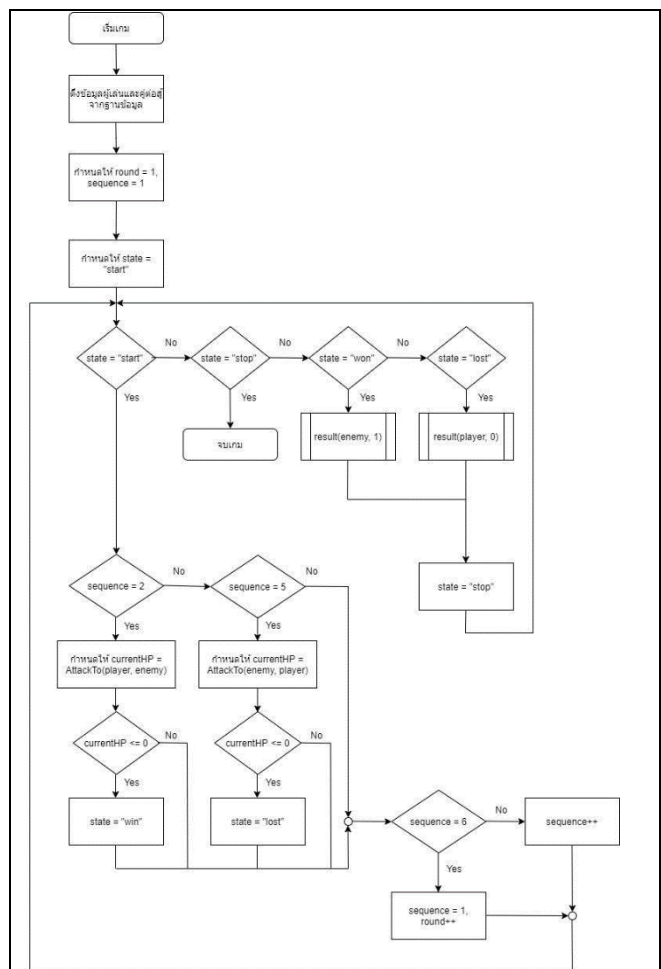 เริ่มเกม
ดึงข้อมูลผู้เล่นและคู่ต่อสู้
จากฐานข้อมูล
กำหนดให้ round = 1,
sequence = 1
กำหนดให้ state =
"start"
state = "start"
No
state = "stop"
No
state = "won"
No
state = "lost"
Yes
Yes
Yes
Yes
จบเกม
result(enemy, 1)
result(player, 0)
state = "stop"
sequence = 2
No
sequence = 5
No
Yes
Yes
กำหนดให้ currentHP =
AttackTo(player, enemy)
กำหนดให้ currentHP =
AttackTo(enemy, player)
currentHP <= 0
No
currentHP <= 0
No
Yes
Yes
state = "win"
state = "lost"
sequence = 6
No
sequence++
Yes
sequence = 1,
round++